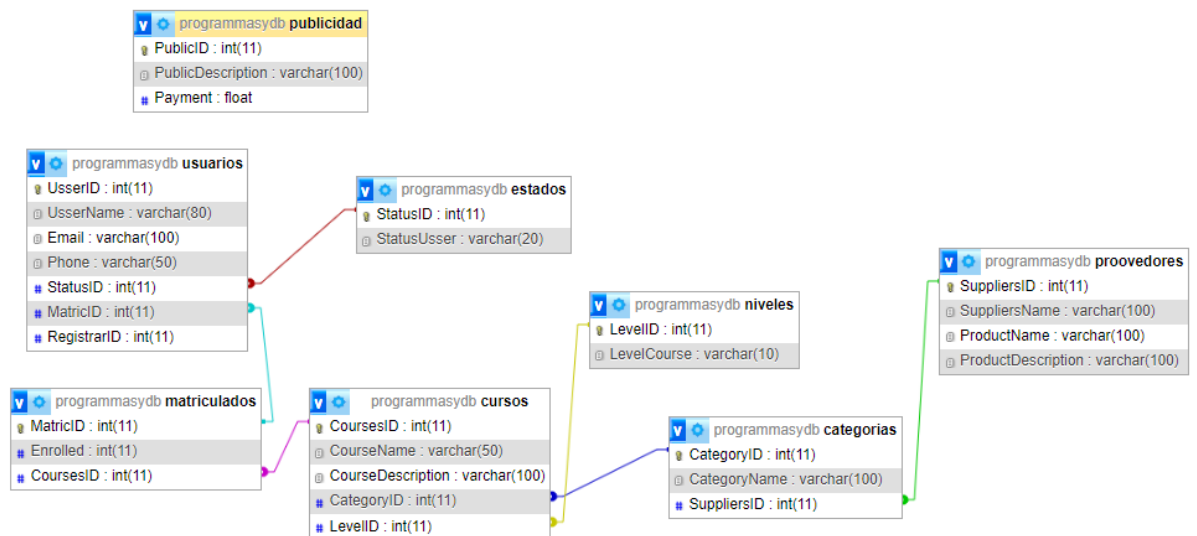 programmasydb publicidad
PublicID : int(11)
PublicDescription : varchar(100)
Payment : float
programmasydb usuarios
UsserID : int(11)
UsserName : varchar(80)
Email : varchar(100)
Phone : varchar(50)
StatusID : int(11)
MatricID : int(11)
RegistrarID : int(11)
programmasydb estados
StatusID : int(11)
StatusUsser : varchar(20)
programmasydb proovedores
SuppliersID : int(11)
SuppliersName : varchar(100)
ProductName : varchar(100)
ProductDescription : varchar(100)
programmasydb niveles
LevelID : int(11)
LevelCourse : varchar(10)
programmasydb matriculados
MatricID : int(11)
Enrolled : int(11)
CoursesID : int(11)
programmasydb cursos
CoursesID : int(11)
CourseName : varchar(50)
CourseDescription : varchar(100)
CategoryID : int(11)
LevelID : int(11)
programmasydb categorias
CategoryID : int(11)
CategoryName : varchar(100)
SuppliersID : int(11)